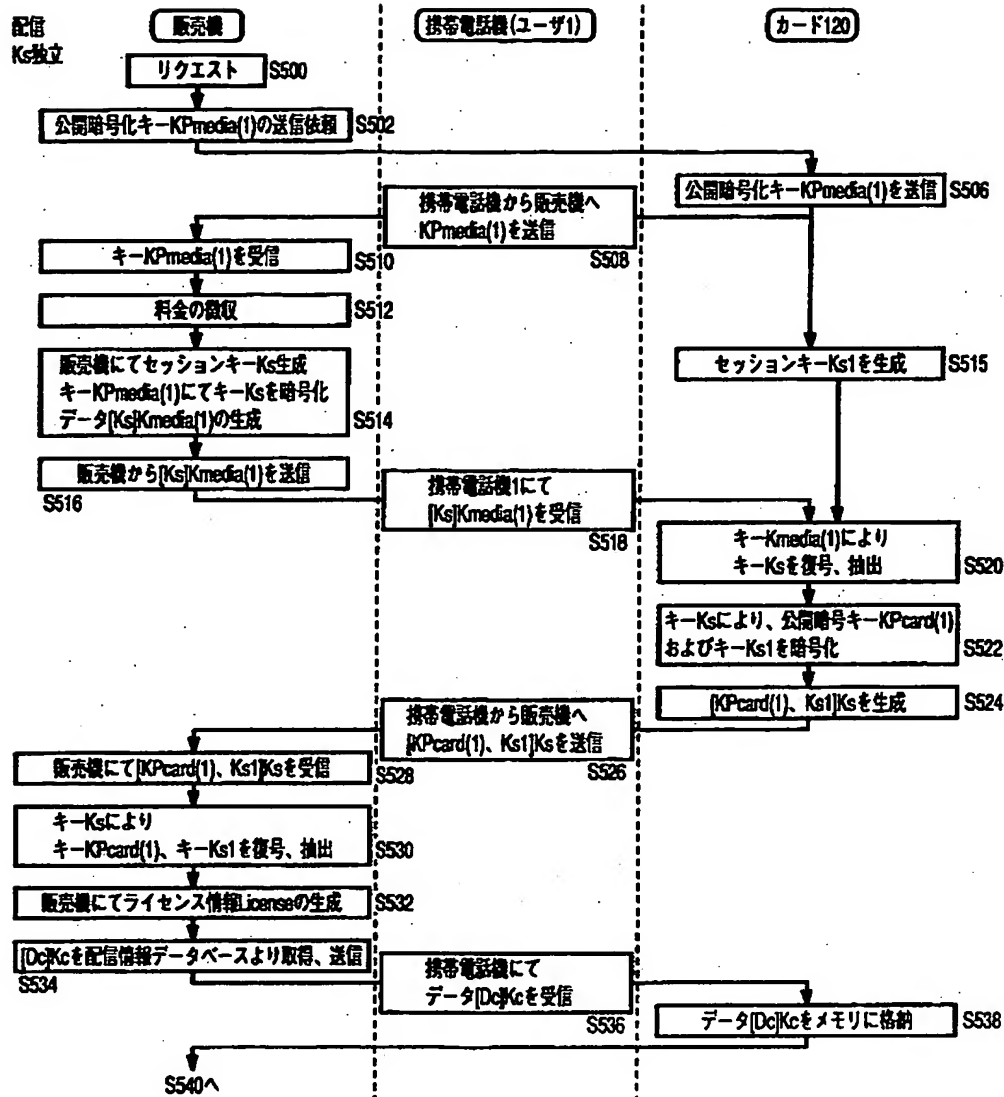 配信
Ks独立
販売機
携帯電話機(ユーザ1)
カード120
リクエスト
S500
公開暗号化キーKPmedia(1)の送信依頼
S502
公開暗号化キーKPmedia(1)を送信
S506
携帯電話機から販売機へ
KPmedia(1)を送信
S508
キーKPmedia(1)を受信
S510
料金の徴収
S512
販売機にてセッションキーKs生成
キーKPmedia(1)にてキーKsを暗号化
データ[Ks]Kmedia(1)の生成
S514
セッションキーKs1を生成
S515
販売機から[Ks]Kmedia(1)を送信
S516
携帯電話機1にて
[Ks]Kmedia(1)を受信
S518
キーKmedia(1)により
キーKsを復号、抽出
S520
キーKsにより、公開暗号キーKPcard(1)
およびキーKs1を暗号化
S522
[KPcard(1)、Ks1]Ksを生成
S524
携帯電話機から販売機へ
[KPcard(1)、Ks1]Ksを送信
S526
販売機にて[KPcard(1)、Ks1]Ksを受信
S528
キーKsにより
キーKPcard(1)、キーKs1を復号、抽出
S530
販売機にてライセンス情報Licenseの生成
S532
[Dc]Kcを配信情報データベースより取得、送信
S534
携帯電話機にて
データ[Dc]Kcを受信
S536
データ[Dc]Kcをメモリに格納
S538
S540へ